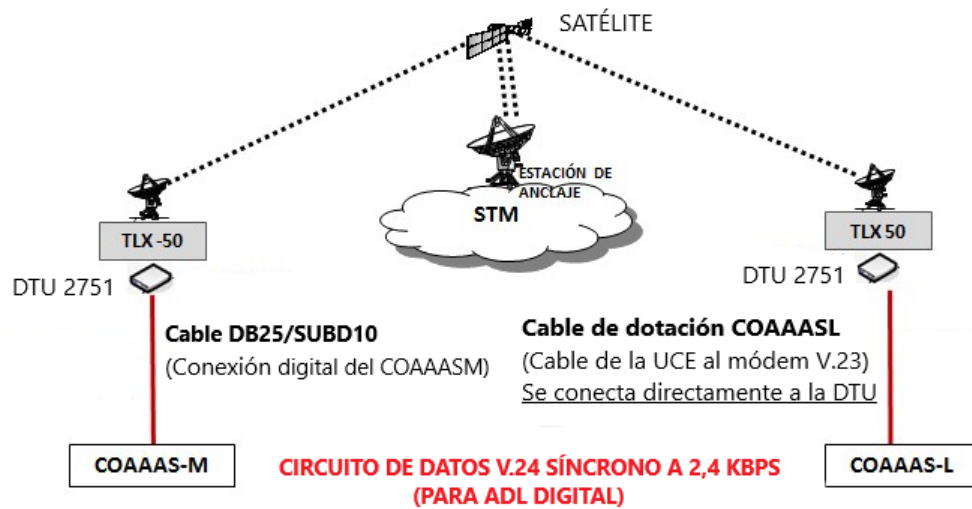 SATÉLITE
ESTACIÓN DE
ANCLAJE
STM
TLX -50
TLX 50
DTU 2751
DTU 2751
Cable DB25/SUBD10
(Conexión digital del COAAASM)
Cable de dotación COAAASL
(Cable de la UCE al módem V.23)
Se conecta directamente a la DTU
COAAAS-M
CIRCUITO DE DATOS V.24 SÍNCRONO A 2,4 KBPS
(PARA ADL DIGITAL)
COAAAS-L